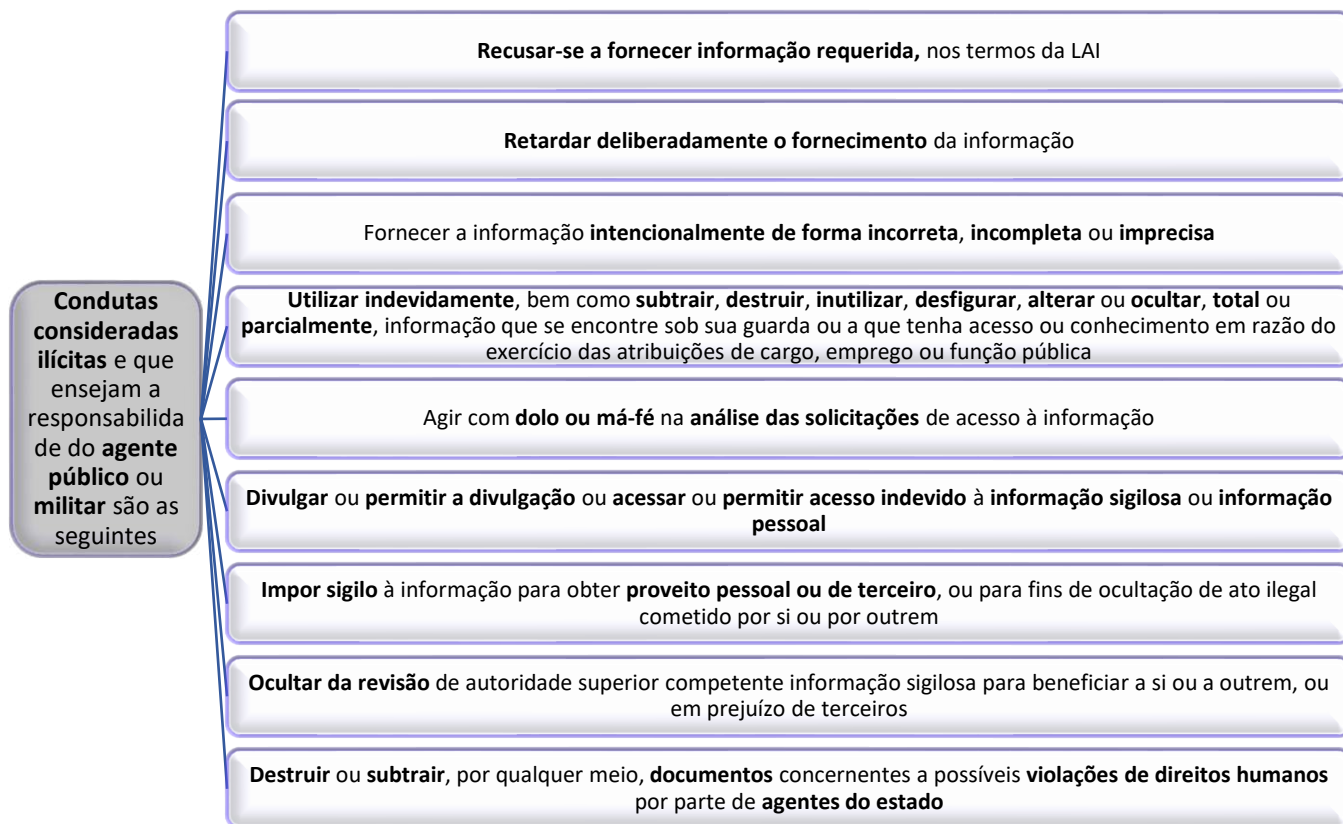 Recusar-se a fornecer informação requerida, nos termos da LAI
Retardar deliberadamente o fornecimento da informação
Fornecer a informação intencionalmente de forma incorreta, incompleta ou imprecisa
Condutas
consideradas
ilícitas e que
ensejam a
responsabilida
de do agente
público ou
militar são as
seguintes
Utilizar indevidamente, bem como subtrair, destruir, inutilizar, desfigurar, alterar ou ocultar, total ou
parcialmente, informação que se encontre sob sua guarda ou a que tenha acesso ou conhecimento em razão do
exercício das atribuições de cargo, emprego ou função pública
Agir com dolo ou má-fé na análise das solicitações de acesso à informação
Divulgar ou permitir a divulgação ou acessar ou permitir acesso indevido à informação sigilosa ou informação
pessoal
Impor sigilo à informação para obter proveito pessoal ou de terceiro, ou para fins de ocultação de ato ilegal
cometido por si ou por outrem
Ocultar da revisão de autoridade superior competente informação sigilosa para beneficiar a si ou a outrem, ou
em prejuízo de terceiros
Destruir ou subtrair, por qualquer meio, documentos concernentes a possíveis violações de direitos humanos
por parte de agentes do estado